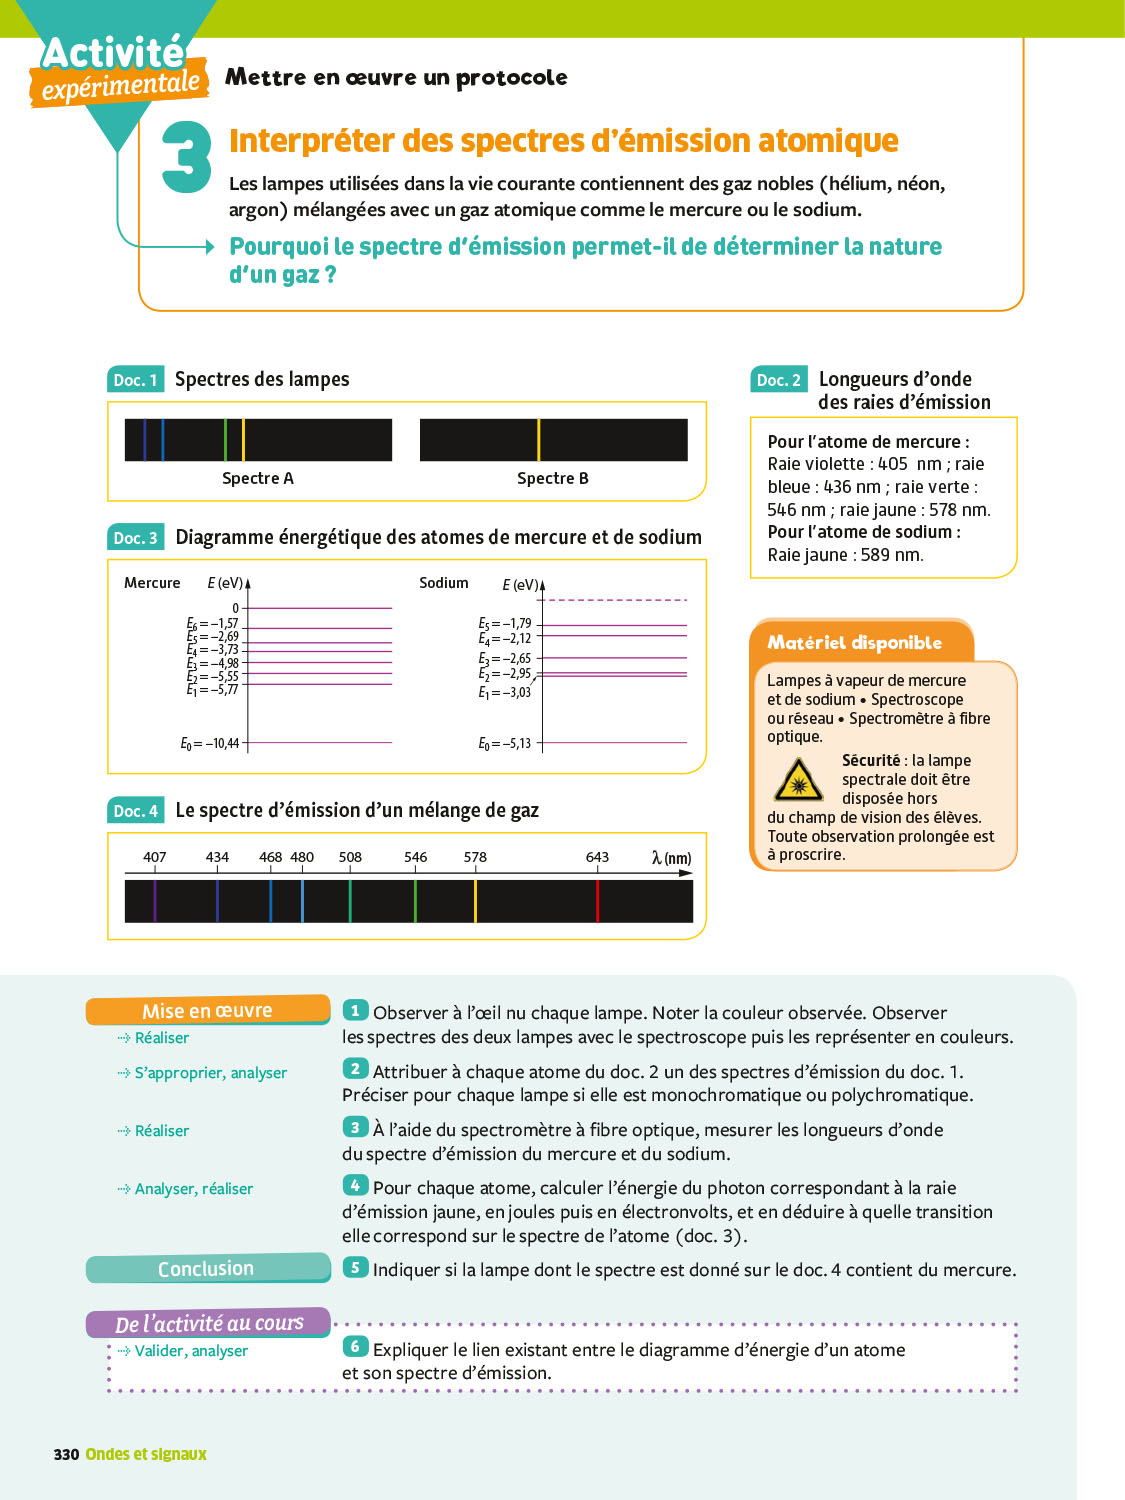 Activité
expérimentale
Mettre en œuvre un protocole
3
Interpréter des spectres d'émission atomique
Les lampes utilisées dans la vie courante contiennent des gaz nobles (hélium, néon,
argon) mélangées avec un gaz atomique comme le mercure ou le sodium.
Pourquoi le spectre d'émission permet-il de déterminer la nature
d'un gaz ?
Doc. 1 Spectres des lampes
Spectre A
Spectre B
Doc. 2 Longueurs d'onde
des raies d'émission
Pour l'atome de mercure :
Raie violette : 405 nm ; raie
bleue : 436 nm ; raie verte :
546 nm ; raie jaune : 578 nm.
Pour l'atome de sodium :
Raie jaune : 589 nm.
Doc. 3 Diagramme énergétique des atomes de mercure et de sodium
Mercure E (eV)
0
E6 = –1,57
E5 = –2,69
E4 = –3,73
E3 = –4,98
E2 = –5,55
E1 = –5,77
E0 = –10,44
Sodium E (eV)
E5 = –1,79
E4 = –2,12
E3 = –2,65
E2 = –2,95
E1 = –3,03
E0 = –5,13
Matériel disponible
Lampes à vapeur de mercure
et de sodium • Spectroscope
ou réseau • Spectromètre à fibre
optique.
Sécurité : la lampe
spectrale doit être
disposée hors
du champ de vision des élèves.
Toute observation prolongée est
à proscrire.
Doc. 4 Le spectre d'émission d'un mélange de gaz
407 434 468 480 508 546 578 643 λ (nm)
Mise en œuvre
→ Réaliser
1 Observer à l'œil nu chaque lampe. Noter la couleur observée. Observer
les spectres des deux lampes avec le spectroscope puis les représenter en couleurs.
→ S'approprier, analyser
2 Attribuer à chaque atome du doc. 2 un des spectres d'émission du doc. 1.
Préciser pour chaque lampe si elle est monochromatique ou polychromatique.
→ Réaliser
3 À l'aide du spectromètre à fibre optique, mesurer les longueurs d'onde
du spectre d'émission du mercure et du sodium.
→ Analyser, réaliser
4 Pour chaque atome, calculer l'énergie du photon correspondant à la raie
d'émission jaune, en joules puis en électronvolts, et en déduire à quelle transition
elle correspond sur le spectre de l'atome (doc. 3).
Conclusion
5 Indiquer si la lampe dont le spectre est donné sur le doc. 4 contient du mercure.
De l'activité au cours
→ Valider, analyser
6 Expliquer le lien existant entre le diagramme d'énergie d'un atome
et son spectre d'émission.
330 Ondes et signaux